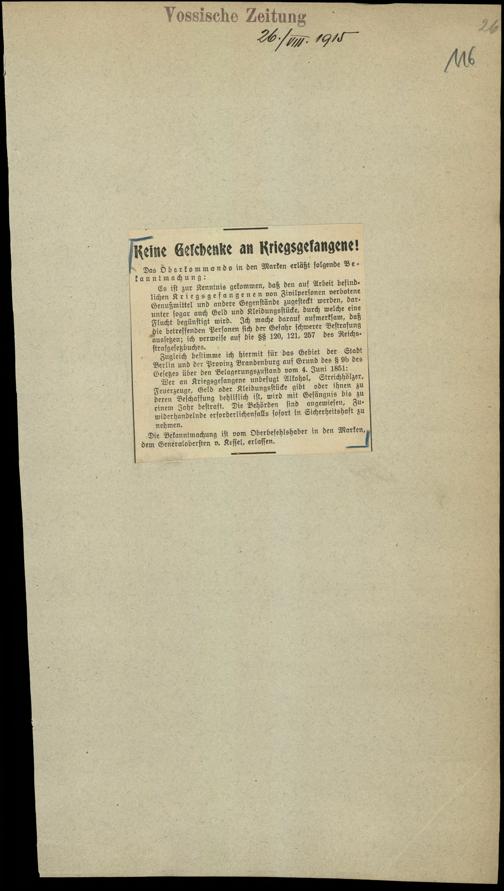 Vossische Zeitung
26./VIII. 1915
26
116
Keine Geschenke an Kriegsgefangene!
Das Oberkommando in den Marken erläßt folgende Be-
kanntmachung:
Es ist zur Kenntnis gekommen, daß den auf Arbeit befind-
lichen Kriegsgefangenen von Zivilpersonen verbotene
Genußmittel und andere Gegenstände zugesteckt werden, dar-
unter sogar auch Geld und Kleidungsstücke, durch welche eine
Flucht begünstigt wird. Ich mache darauf aufmerksam, daß
die betreffenden Personen sich der Gefahr schwerer Bestrafung
aussetzen; ich verweise auf die §§ 120, 121, 257 des Reichs-
strafgesetzbuches.
Zugleich bestimme ich hiermit für das Gebiet der Stadt
Berlin und der Provinz Brandenburg auf Grund des § 9b des
Gesetzes über den Belagerungszustand vom 4. Juni 1851:
Wer an Kriegsgefangene unbefugt Alkohol, Streichhölzer,
Feuerzeuge, Geld oder Kleidungsstücke gibt oder ihnen zu
deren Beschaffung behilflich ist, wird mit Gefängnis bis zu
einem Jahr bestraft. Die Behörden sind angewiesen, Zu-
widerhandelnde erforderlichenfalls sofort in Sicherheitshaft zu
nehmen.
Die Bekanntmachung ist vom Oberbefehlshaber in den Marken,
dem Generalobersten v. Kessel, erlassen.